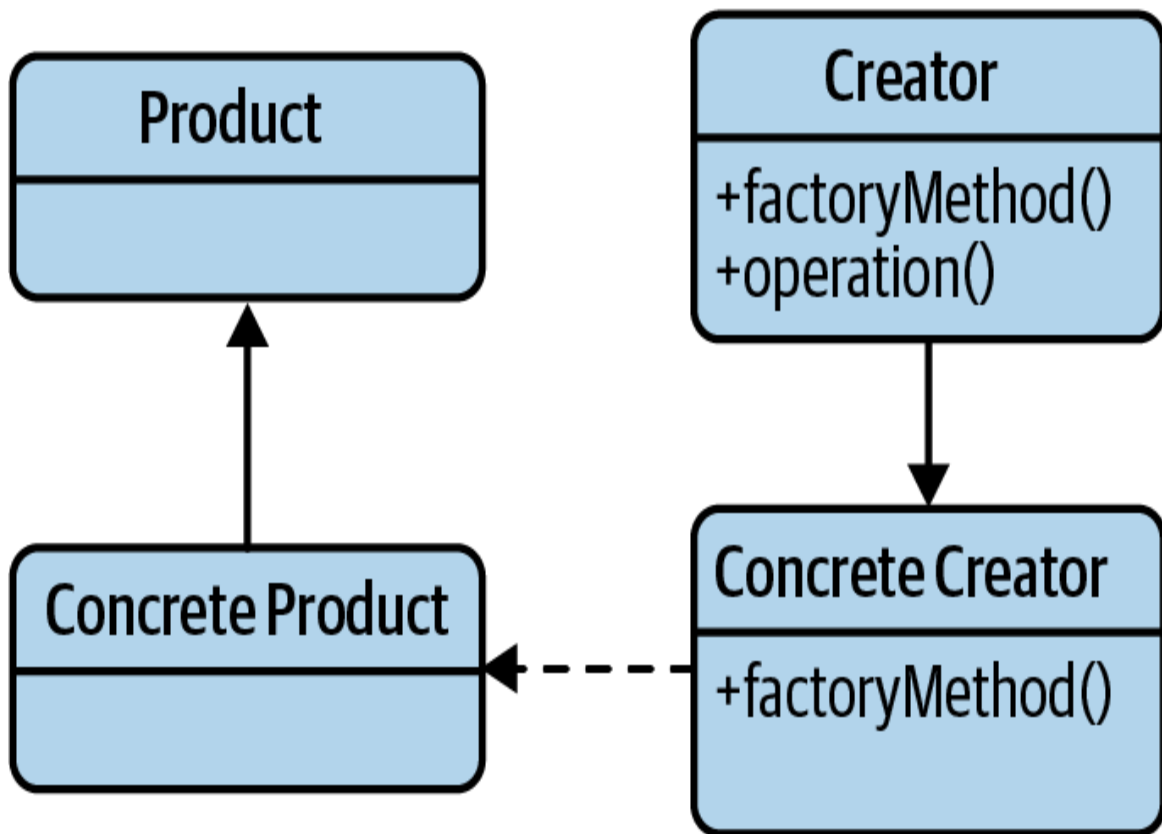 Product
Creator
+factoryMethod()
+operation()
Concrete Product
Concrete Creator
+factoryMethod()